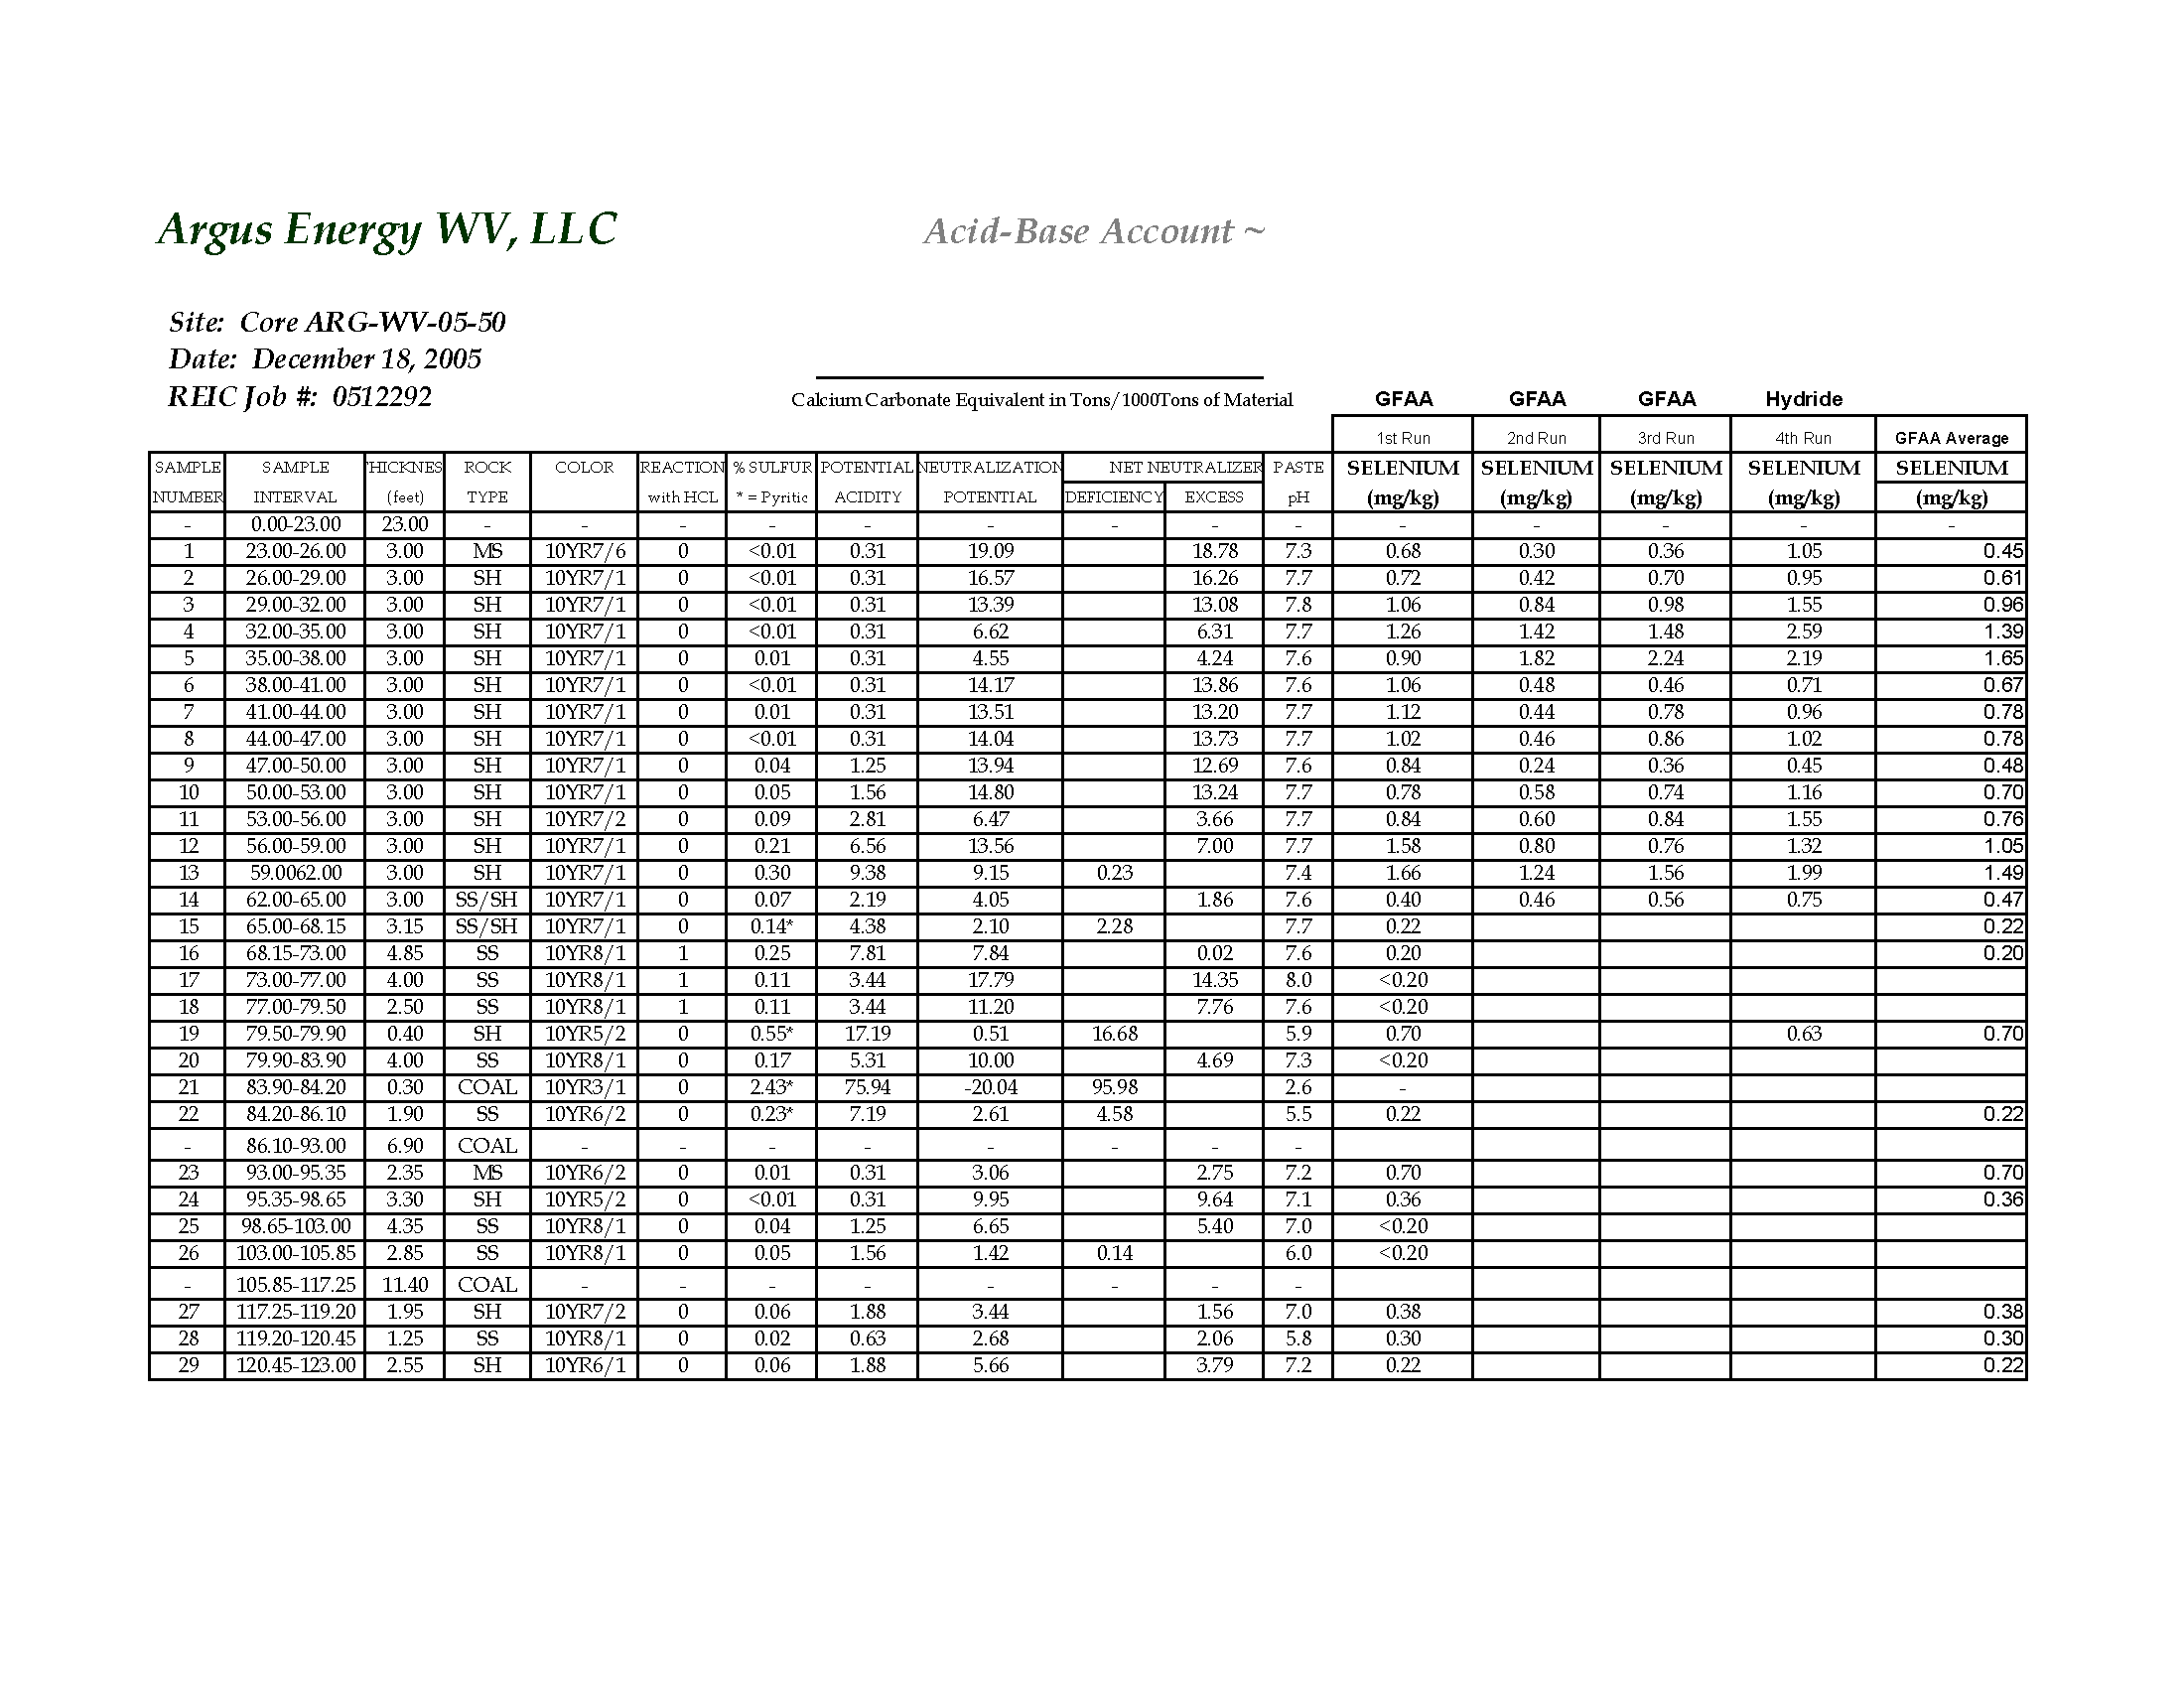 Argus Energy WV, LLC Acid-Base Account ~
Site: Core ARG-WV-05-50
Date: December 18, 2005
REIC Job #: 0512292 Calcium Carbonate Equivalent in Tons/1000Tons of Material GFAA GFAA GFAA Hydride
1st Run 2nd Run 3rd Run 4th Run GFAA Average
SAMPLE SAMPLE THICKNES ROCK COLOR REACTION % SULFUR POTENTIAL NEUTRALIZATION NET NEUTRALIZER PASTE SELENIUM SELENIUM SELENIUM SELENIUM SELENIUM
NUMBER INTERVAL (feet) TYPE with HCL * = Pyritic ACIDITY POTENTIAL DEFICIENCY EXCESS pH (mg/kg) (mg/kg) (mg/kg) (mg/kg) (mg/kg)
- 0.00-23.00 23.00 - - - - - - - - - - - - - -
1 23.00-26.00 3.00 MS 10YR7/6 0 <0.01 0.31 19.09 18.78 7.3 0.68 0.30 0.36 1.05 0.45
2 26.00-29.00 3.00 SH 10YR7/1 0 <0.01 0.31 16.57 16.26 7.7 0.72 0.42 0.70 0.95 0.61
3 29.00-32.00 3.00 SH 10YR7/1 0 <0.01 0.31 13.39 13.08 7.8 1.06 0.84 0.98 1.55 0.96
4 32.00-35.00 3.00 SH 10YR7/1 0 <0.01 0.31 6.62 6.31 7.7 1.26 1.42 1.48 2.59 1.39
5 35.00-38.00 3.00 SH 10YR7/1 0 0.01 0.31 4.55 4.24 7.6 0.90 1.82 2.24 2.19 1.65
6 38.00-41.00 3.00 SH 10YR7/1 0 <0.01 0.31 14.17 13.86 7.6 1.06 0.48 0.46 0.71 0.67
7 41.00-44.00 3.00 SH 10YR7/1 0 0.01 0.31 13.51 13.20 7.7 1.12 0.44 0.78 0.96 0.78
8 44.00-47.00 3.00 SH 10YR7/1 0 <0.01 0.31 14.04 13.73 7.7 1.02 0.46 0.86 1.02 0.78
9 47.00-50.00 3.00 SH 10YR7/1 0 0.04 1.25 13.94 12.69 7.6 0.84 0.24 0.36 0.45 0.48
10 50.00-53.00 3.00 SH 10YR7/1 0 0.05 1.56 14.80 13.24 7.7 0.78 0.58 0.74 1.16 0.70
11 53.00-56.00 3.00 SH 10YR7/2 0 0.09 2.81 6.47 3.66 7.7 0.84 0.60 0.84 1.55 0.76
12 56.00-59.00 3.00 SH 10YR7/1 0 0.21 6.56 13.56 7.00 7.7 1.58 0.80 0.76 1.32 1.05
13 59.0062.00 3.00 SH 10YR7/1 0 0.30 9.38 9.15 0.23 7.4 1.66 1.24 1.56 1.99 1.49
14 62.00-65.00 3.00 SS/SH 10YR7/1 0 0.07 2.19 4.05 1.86 7.6 0.40 0.46 0.56 0.75 0.47
15 65.00-68.15 3.15 SS/SH 10YR7/1 0 0.14* 4.38 2.10 2.28 7.7 0.22 0.22
16 68.15-73.00 4.85 SS 10YR8/1 1 0.25 7.81 7.84 0.02 7.6 0.20 0.20
17 73.00-77.00 4.00 SS 10YR8/1 1 0.11 3.44 17.79 14.35 8.0 <0.20
18 77.00-79.50 2.50 SS 10YR8/1 1 0.11 3.44 11.20 7.76 7.6 <0.20
19 79.50-79.90 0.40 SH 10YR5/2 0 0.55* 17.19 0.51 16.68 5.9 0.70 0.63 0.70
20 79.90-83.90 4.00 SS 10YR8/1 0 0.17 5.31 10.00 4.69 7.3 <0.20
21 83.90-84.20 0.30 COAL 10YR3/1 0 2.43* 75.94 -20.04 95.98 2.6 -
22 84.20-86.10 1.90 SS 10YR6/2 0 0.23* 7.19 2.61 4.58 5.5 0.22 0.22
- 86.10-93.00 6.90 COAL - - - - - - - -
23 93.00-95.35 2.35 MS 10YR6/2 0 0.01 0.31 3.06 2.75 7.2 0.70 0.70
24 95.35-98.65 3.30 SH 10YR5/2 0 <0.01 0.31 9.95 9.64 7.1 0.36 0.36
25 98.65-103.00 4.35 SS 10YR8/1 0 0.04 1.25 6.65 5.40 7.0 <0.20
26 103.00-105.85 2.85 SS 10YR8/1 0 0.05 1.56 1.42 0.14 6.0 <0.20
- 105.85-117.25 11.40 COAL - - - - - - - -
27 117.25-119.20 1.95 SH 10YR7/2 0 0.06 1.88 3.44 1.56 7.0 0.38 0.38
28 119.20-120.45 1.25 SS 10YR8/1 0 0.02 0.63 2.68 2.06 5.8 0.30 0.30
29 120.45-123.00 2.55 SH 10YR6/1 0 0.06 1.88 5.66 3.79 7.2 0.22 0.22